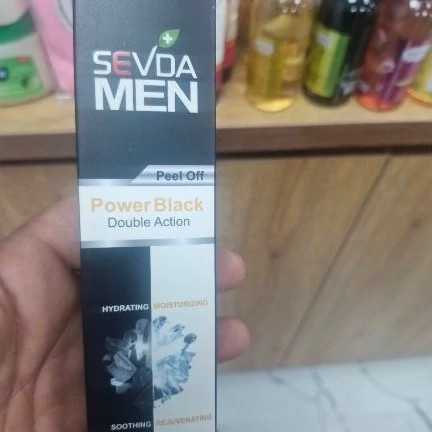 SEVDA
MEN
Peel Off
Power Black
Double Action
HYDRATING MOISTURIZING
SOOTHING REJUVENATING